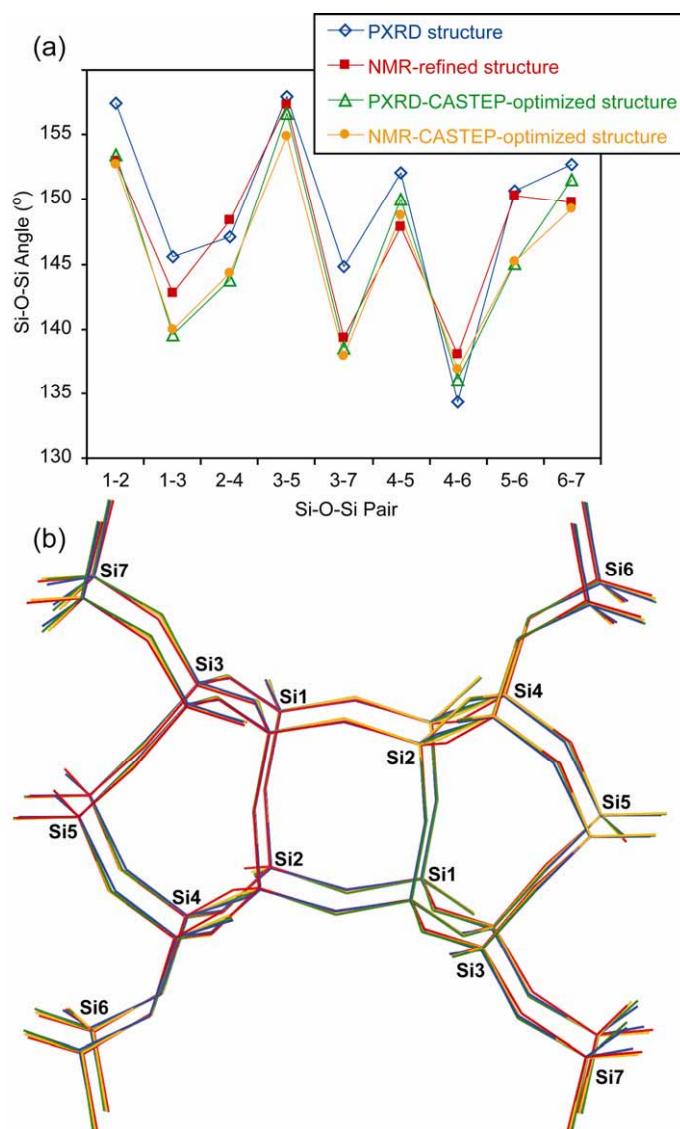 (a)
PXRD structure
NMR-refined structure
PXRD-CASTEP-optimized structure
NMR-CASTEP-optimized structure
Si-O-Si Angle (º)
155
150
145
140
135
130
1-2 1-3 2-4 3-5 3-7 4-5 4-6 5-6 6-7
Si-O-Si Pair
(b)
Si7 Si6
Si3 Si1 Si4
Si2
Si5 Si5
Si2 Si1
Si4 Si3
Si6 Si7